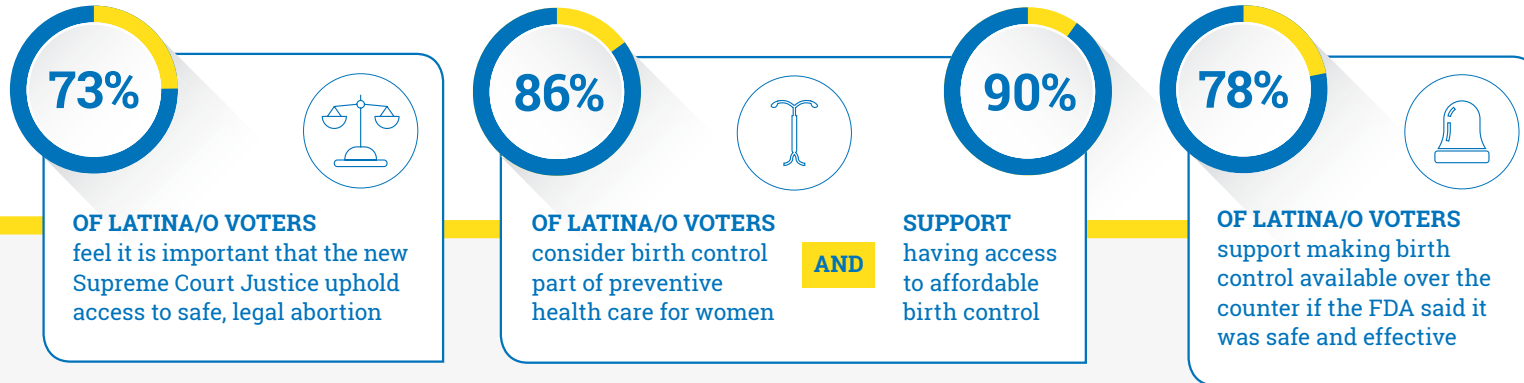 73%
OF LATINA/O VOTERS
feel it is important that the new
Supreme Court Justice uphold
access to safe, legal abortion
86%
OF LATINA/O VOTERS
consider birth control
part of preventive
health care for women
AND
90%
SUPPORT
having access
to affordable
birth control
78%
OF LATINA/O VOTERS
support making birth
control available over the
counter if the FDA said it
was safe and effective